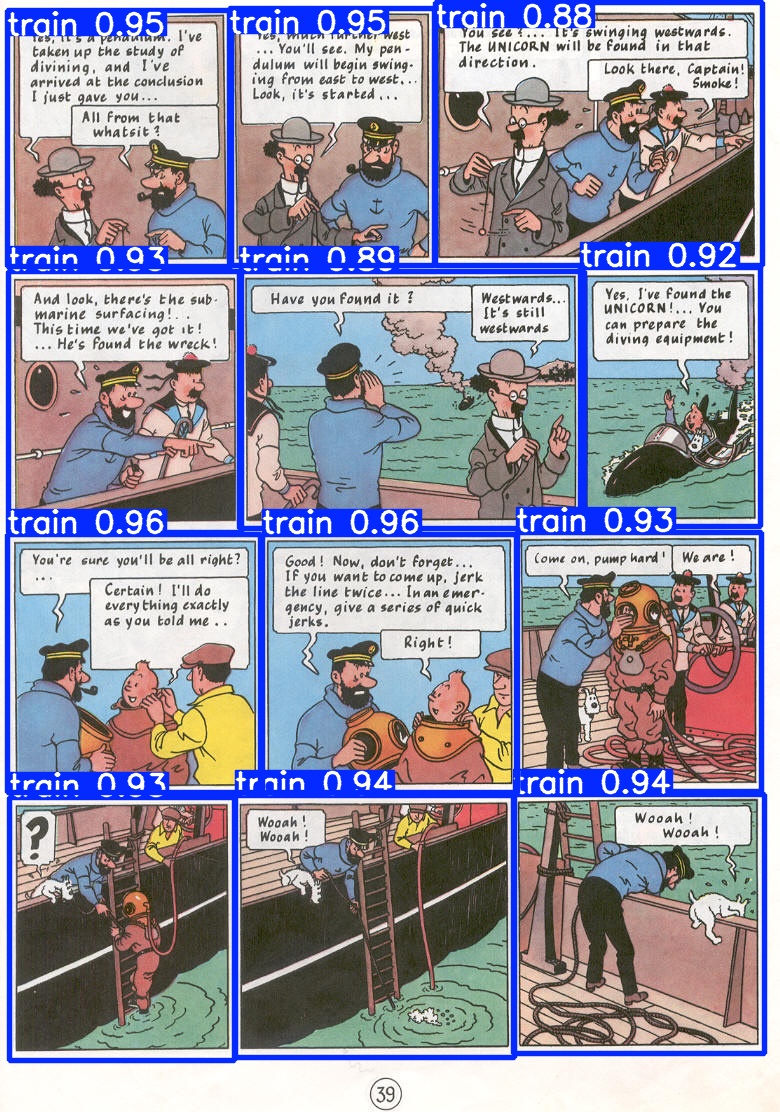 train 0.95
Yes, it's a pendulum. I've
taken up the study of
divining, and I've
arrived at the conclusion
I just gave you...
All from that
whatsit?
train 0.95
Yes, much further west
...You'll see. My pen-
dulum will begin swing-
ing from east to west...
Look, it's started...
train 0.88
You see?... It's swinging westwards.
The UNICORN will be found in that
direction.
Look there, Captain!
Smoke!
train 0.93
And look, there's the sub-
marine surfacing!..
This time we've got it!
...He's found the wreck!
train 0.89
Have you found it?
Westwards...
It's still
westwards
train 0.92
Yes, I've found the
UNICORN!... You
can prepare the
diving equipment!
train 0.96
You're sure you'll be all right?
...
Certain! I'll do
everything exactly
as you told me..
train 0.96
Good! Now, don't forget...
If you want to come up, jerk
the line twice... In an emer-
gency, give a series of quick
jerks.
Right!
train 0.93
Come on, pump hard!
We are!
train 0.93
?
train 0.94
Wooah!
Wooah!
train 0.94
Wooah!
Wooah!
39